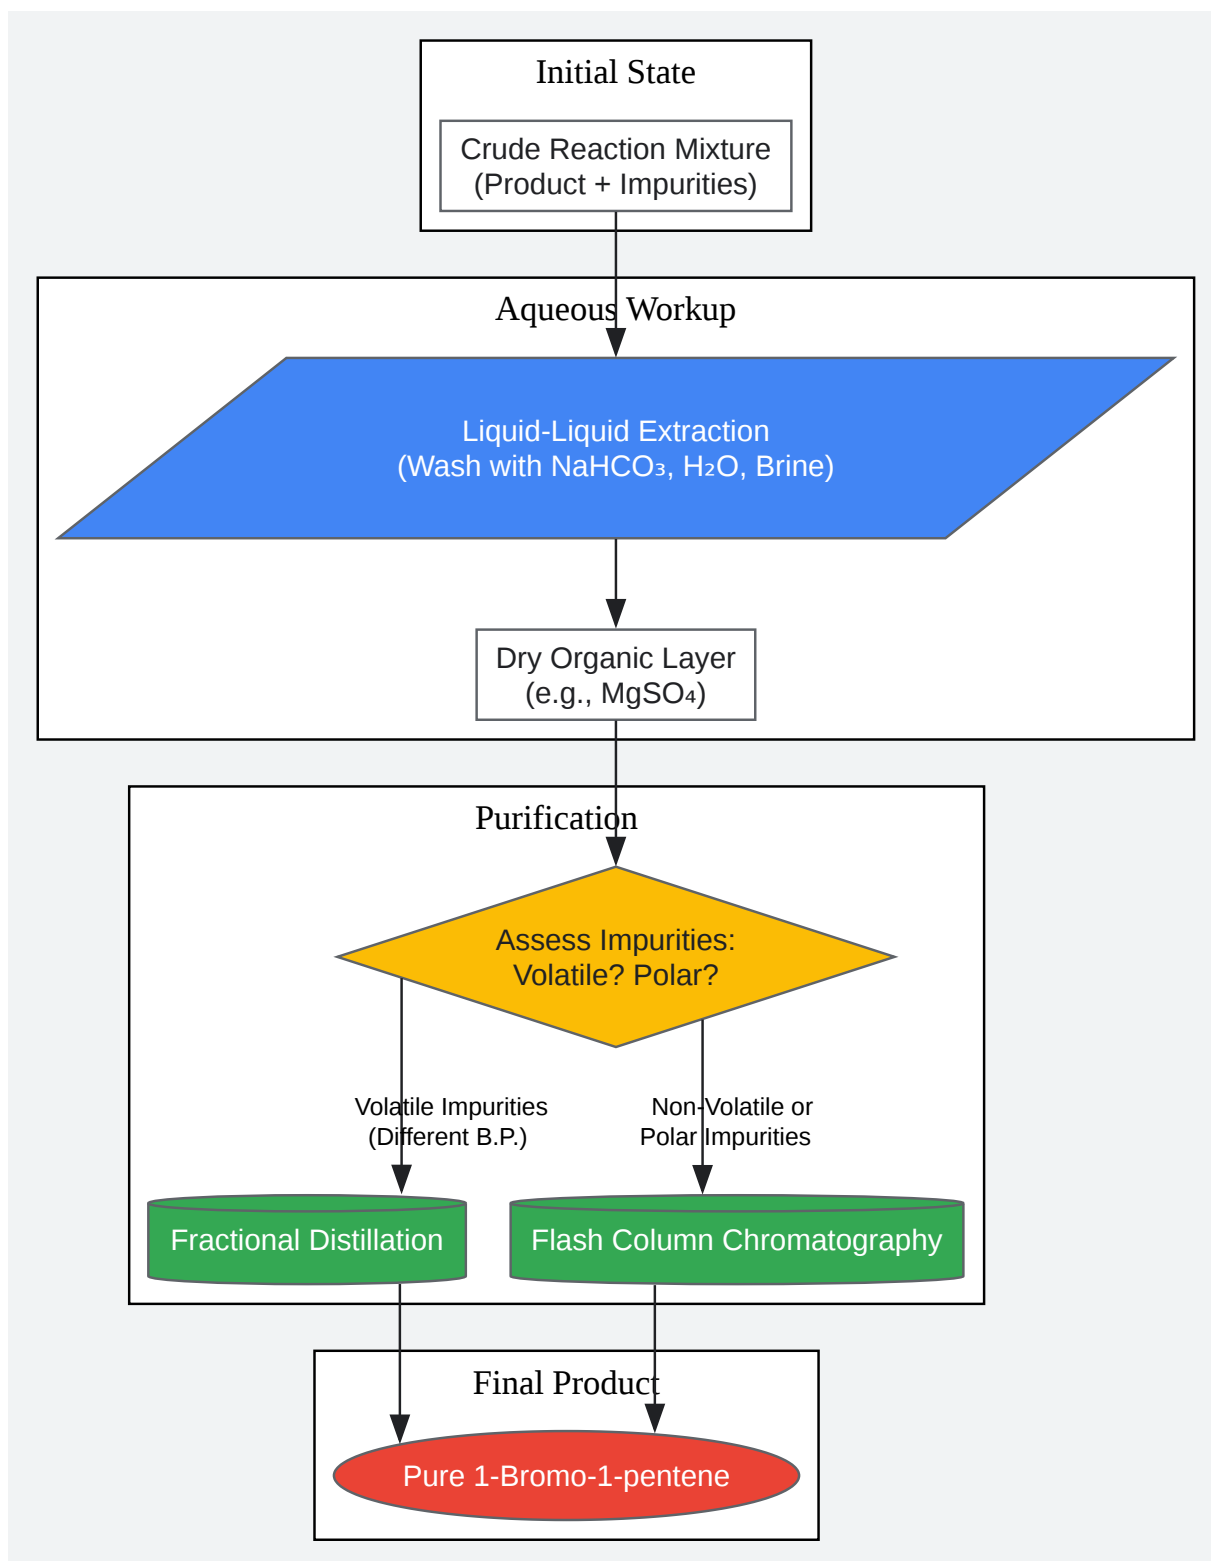 Initial State
Crude Reaction Mixture
(Product + Impurities)
Aqueous Workup
Liquid-Liquid Extraction
(Wash with NaHCO₃, H₂O, Brine)
Dry Organic Layer
(e.g., MgSO₄)
Purification
Assess Impurities:
Volatile? Polar?
Volatile Impurities
(Different B.P.)
Non-Volatile or
Polar Impurities
Fractional Distillation
Flash Column Chromatography
Final Product
Pure 1-Bromo-1-pentene